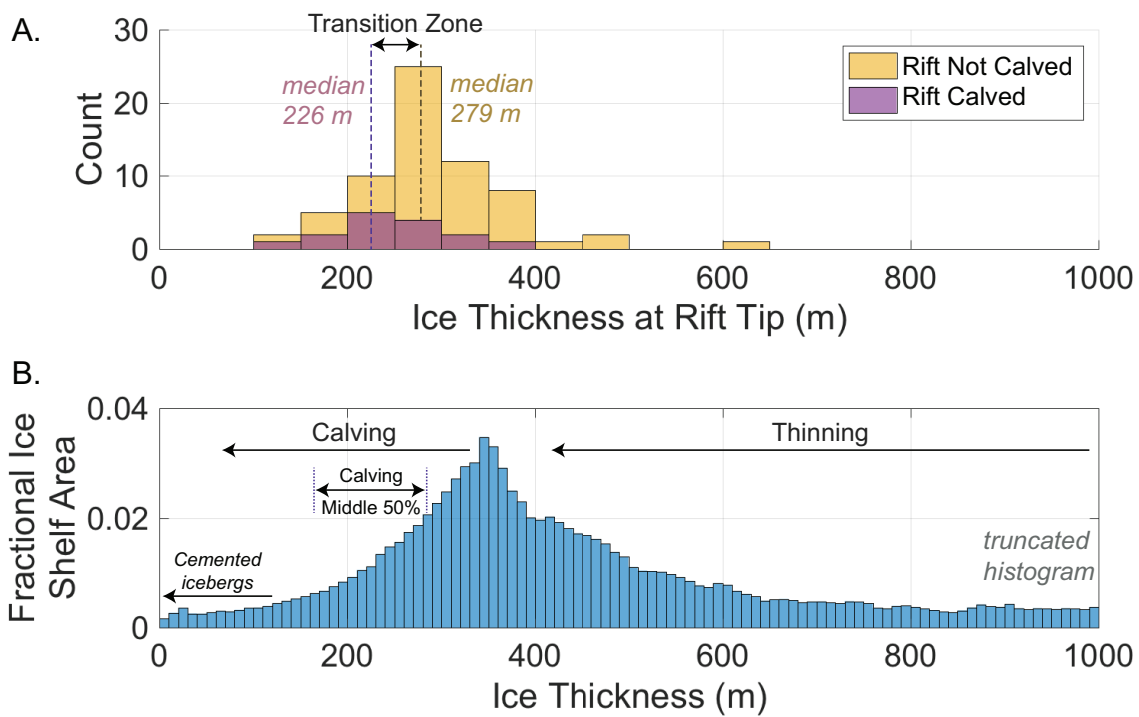 A.
Transition Zone
30
20
10
0
Count
median
226 m
median
279 m
Rift Not Calved
Rift Calved
0
200
400
600
800
1000
Ice Thickness at Rift Tip (m)
B.
0.04
0.02
0
Fractional Ice
Shelf Area
Calving
Thinning
Calving
Middle 50%
Cemented
icebergs
truncated
histogram
0
200
400
600
800
1000
Ice Thickness (m)